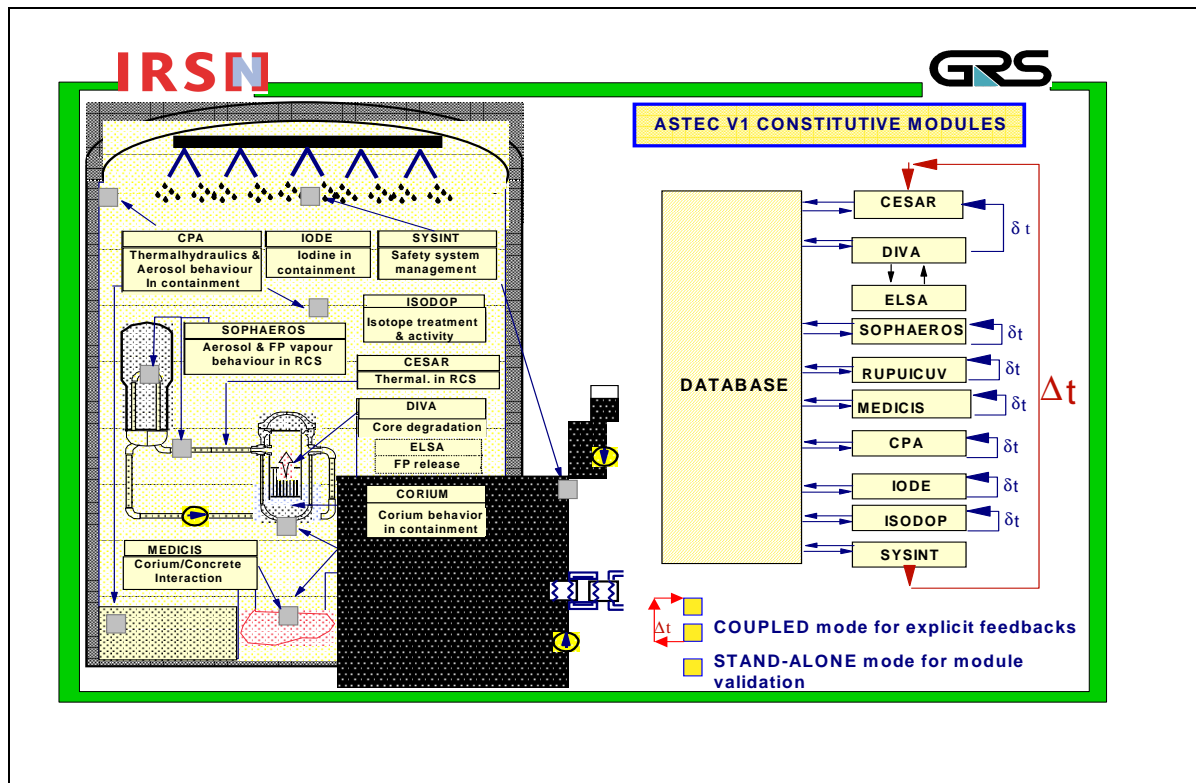 IRSN
GRS
ASTEC V1 CONSTITUTIVE MODULES
CPA
Thermalhydraulics &
Aerosol behaviour
In containment
IODE
Iodine in
containment
SYSINT
Safety system
management
ISODOP
Isotope treatment
& activity
SOPHAEROS
Aerosol & FP vapour
behaviour in RCS
CESAR
Thermal. in RCS
DIVA
Core degradation
ELSA
FP release
CORIUM
Corium behavior
in containment
MEDICIS
Corium/Concrete
Interaction
DATABASE
CESAR
δ t
DIVA
ELSA
SOPHAEROS
δt
RUPUICUV
δt
MEDICIS
δt
CPA
δt
IODE
δt
ISODOP
δt
SYSINT
Δt
Δt
COUPLED mode for explicit feedbacks
STAND-ALONE mode for module
validation